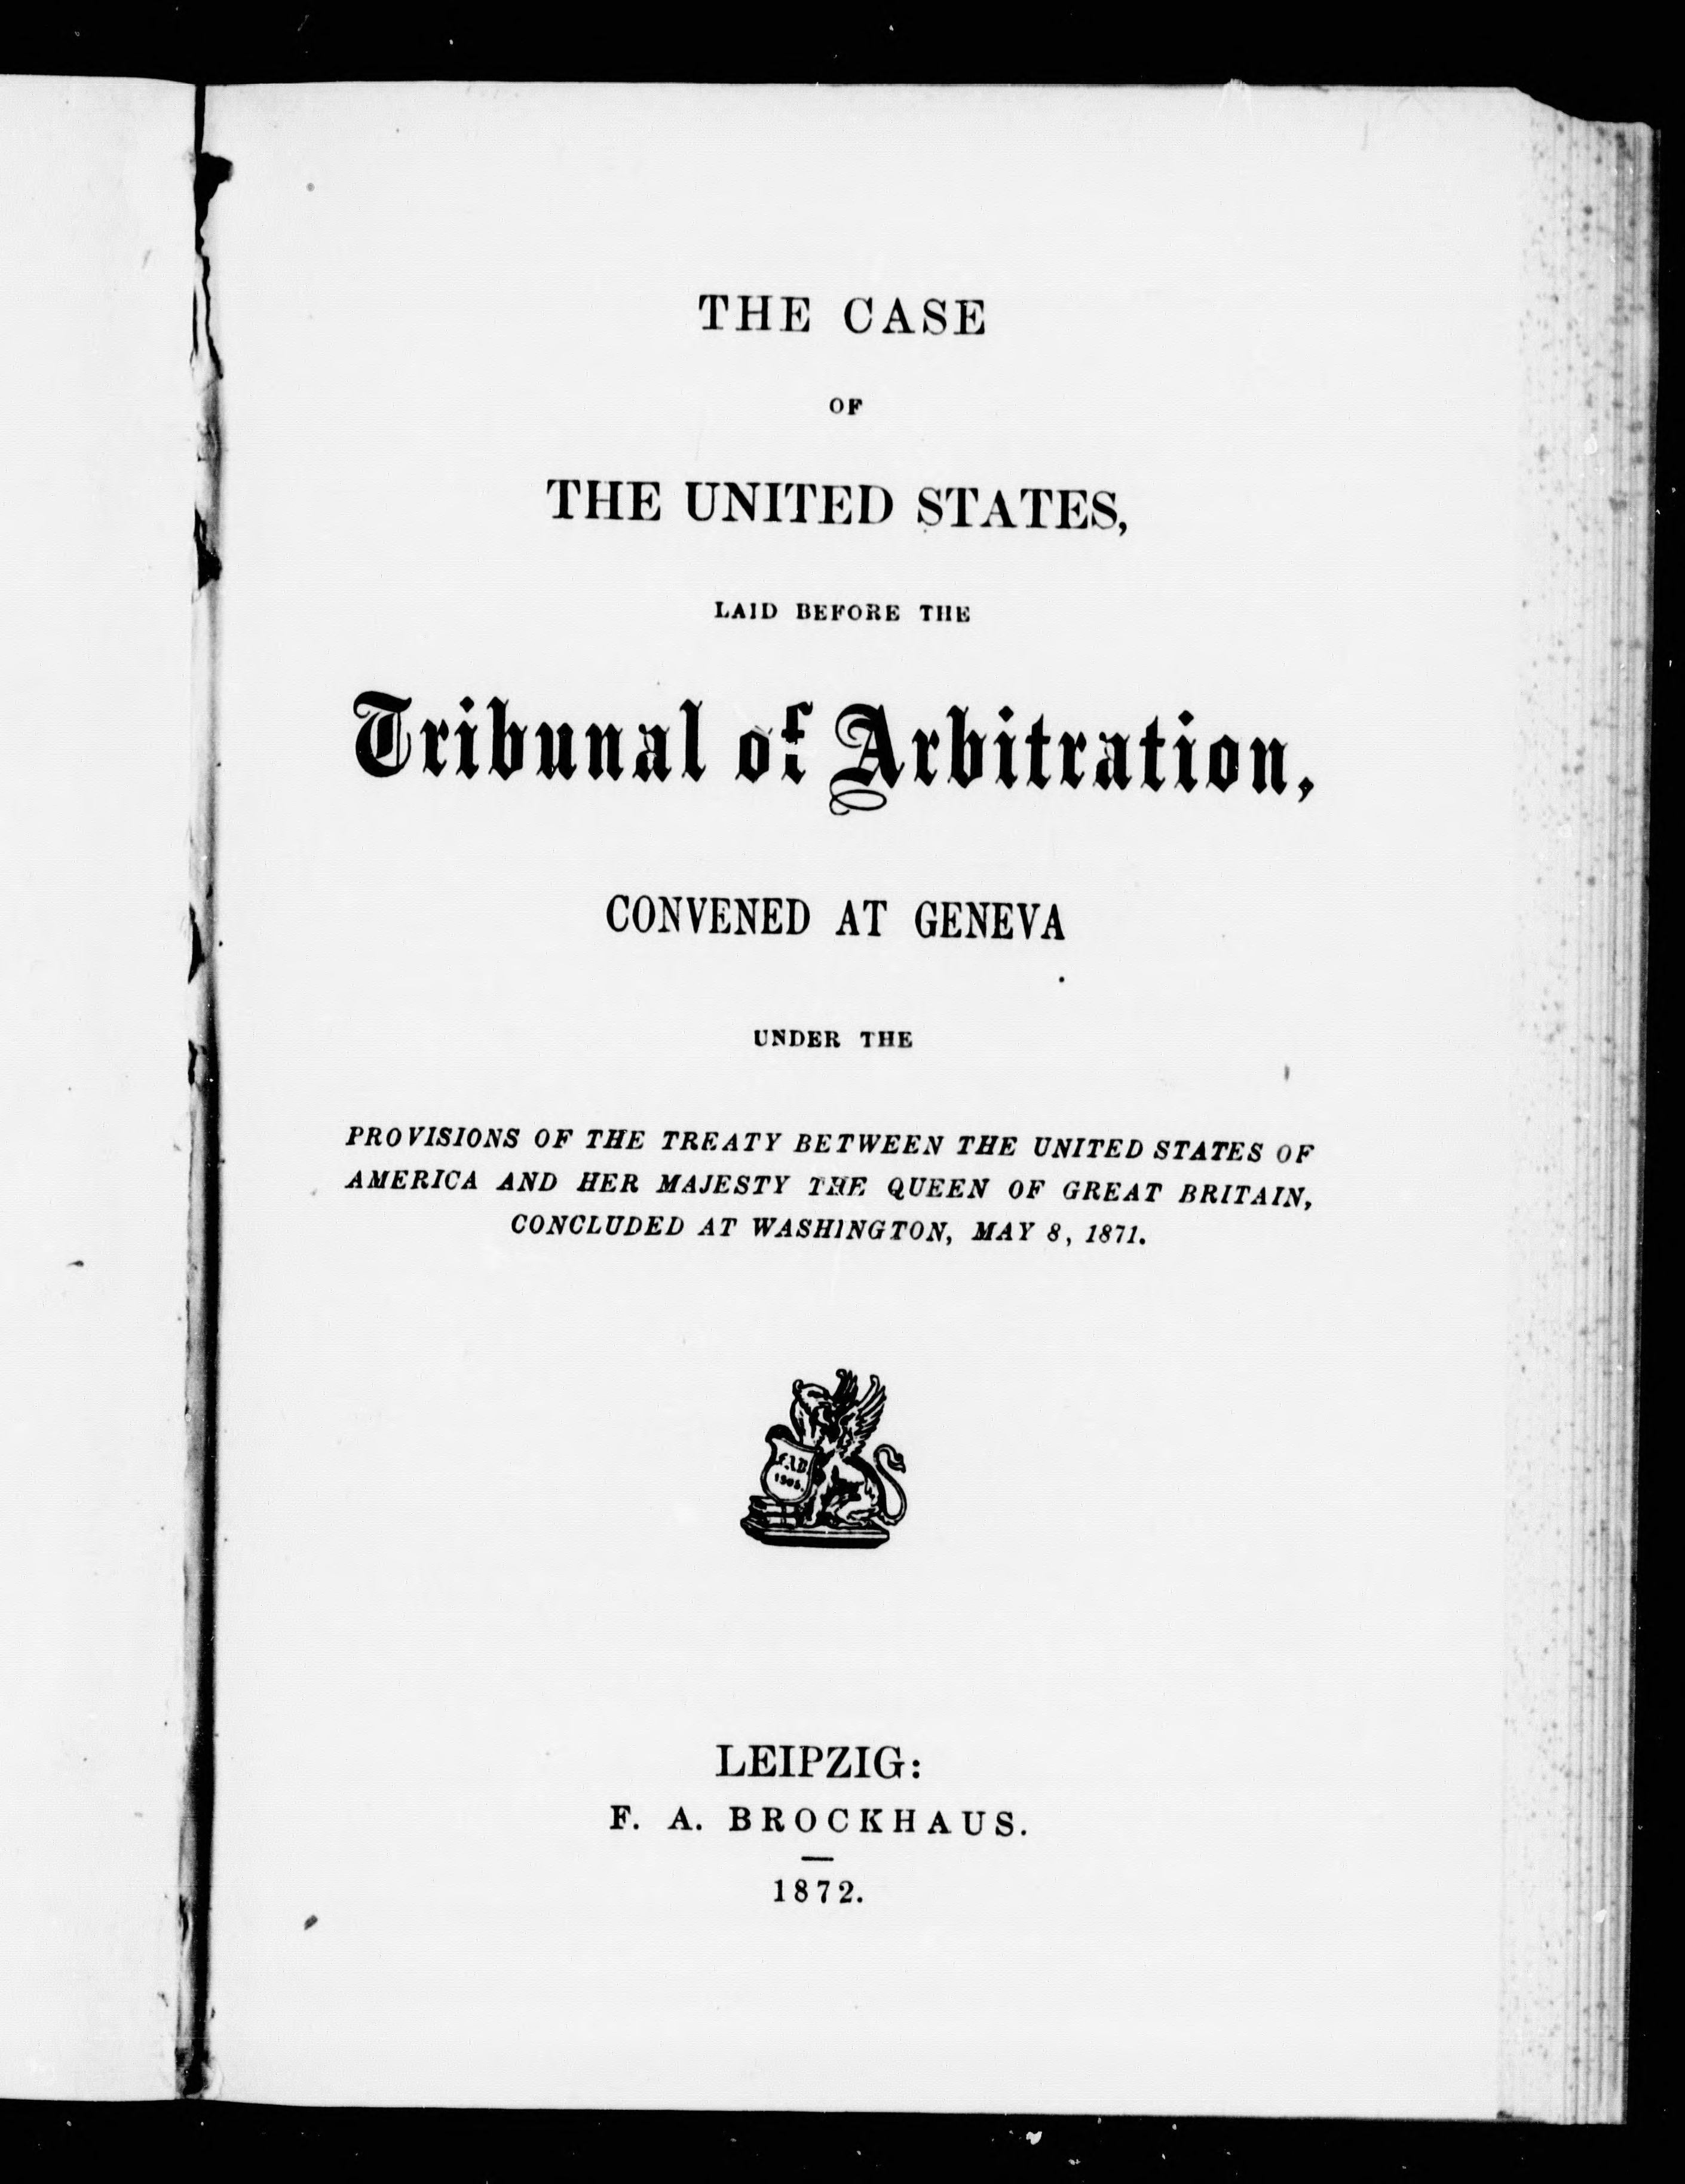 THE CASE
OF
THE UNITED STATES,
LAID BEFORE THE
Tribunal of Arbitration,
CONVENED AT GENEVA
UNDER THE
PROVISIONS OF THE TREATY BETWEEN THE UNITED STATES OF
AMERICA AND HER MAJESTY THE QUEEN OF GREAT BRITAIN,
CONCLUDED AT WASHINGTON, MAY 8, 1871.
F.A.B.
LEIPZIG:
F. A. BROCKHAUS.
1872.